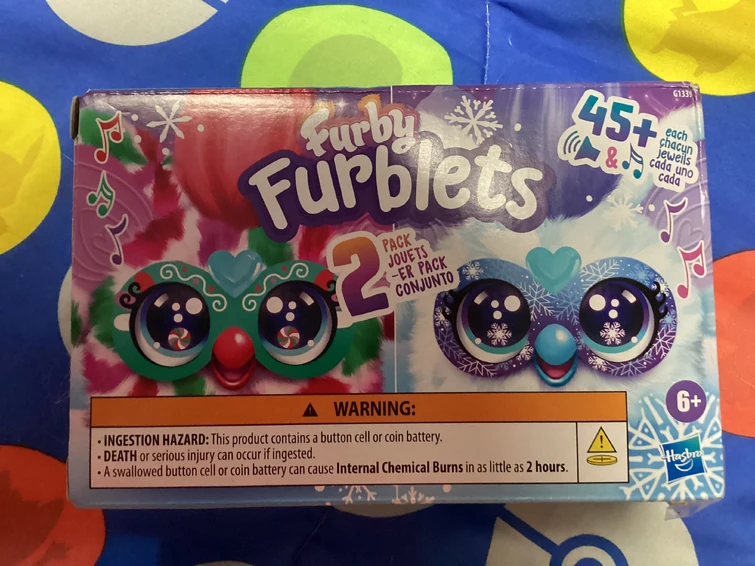 G1339
Furby
Furblets
45+
&
each
chacun
jeweils
cada uno
cada
2
PACK
JOUETS
-ER PACK
CONJUNTO
WARNING:
• INGESTION HAZARD: This product contains a button cell or coin battery.
• DEATH or serious injury can occur if ingested.
• A swallowed button cell or coin battery can cause Internal Chemical Burns in as little as 2 hours.
6+
Hasbro